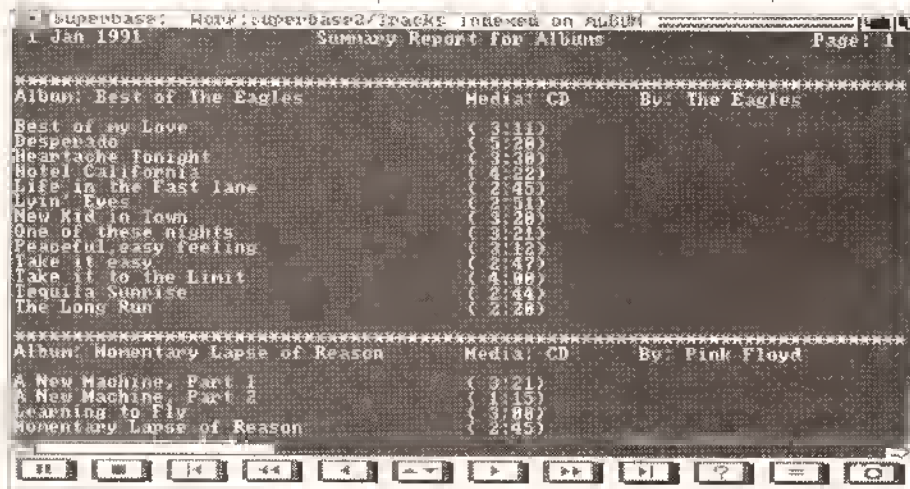 Superbase: Work:superbase2/Tracks indexed on ALBUM
1 Jan 1991 Summary Report for Albums Page: 1
****************************************************************
Album: Best of The Eagles Media: CD By: The Eagles
Best of my Love ( 3:11)
Desperado ( 5:20)
Heartache Tonight ( 3:30)
Hotel California ( 4:22)
Life in the Fast lane ( 2:45)
Lyin' Eyes ( 2:51)
New Kid in Town ( 3:20)
One of these nights ( 3:21)
Peaceful easy feeling ( 3:12)
Take it easy ( 2:47)
Take it to the Limit ( 4:00)
Tequila Sunrise ( 2:44)
The Long Run ( 2:20)
****************************************************************
Album: Momentary Lapse of Reason Media: CD By: Pink Floyd
A New Machine, Part 1 ( 3:21)
A New Machine, Part 2 ( 1:15)
Learning to Fly ( 3:00)
Momentary Lapse of Reason ( 2:45)